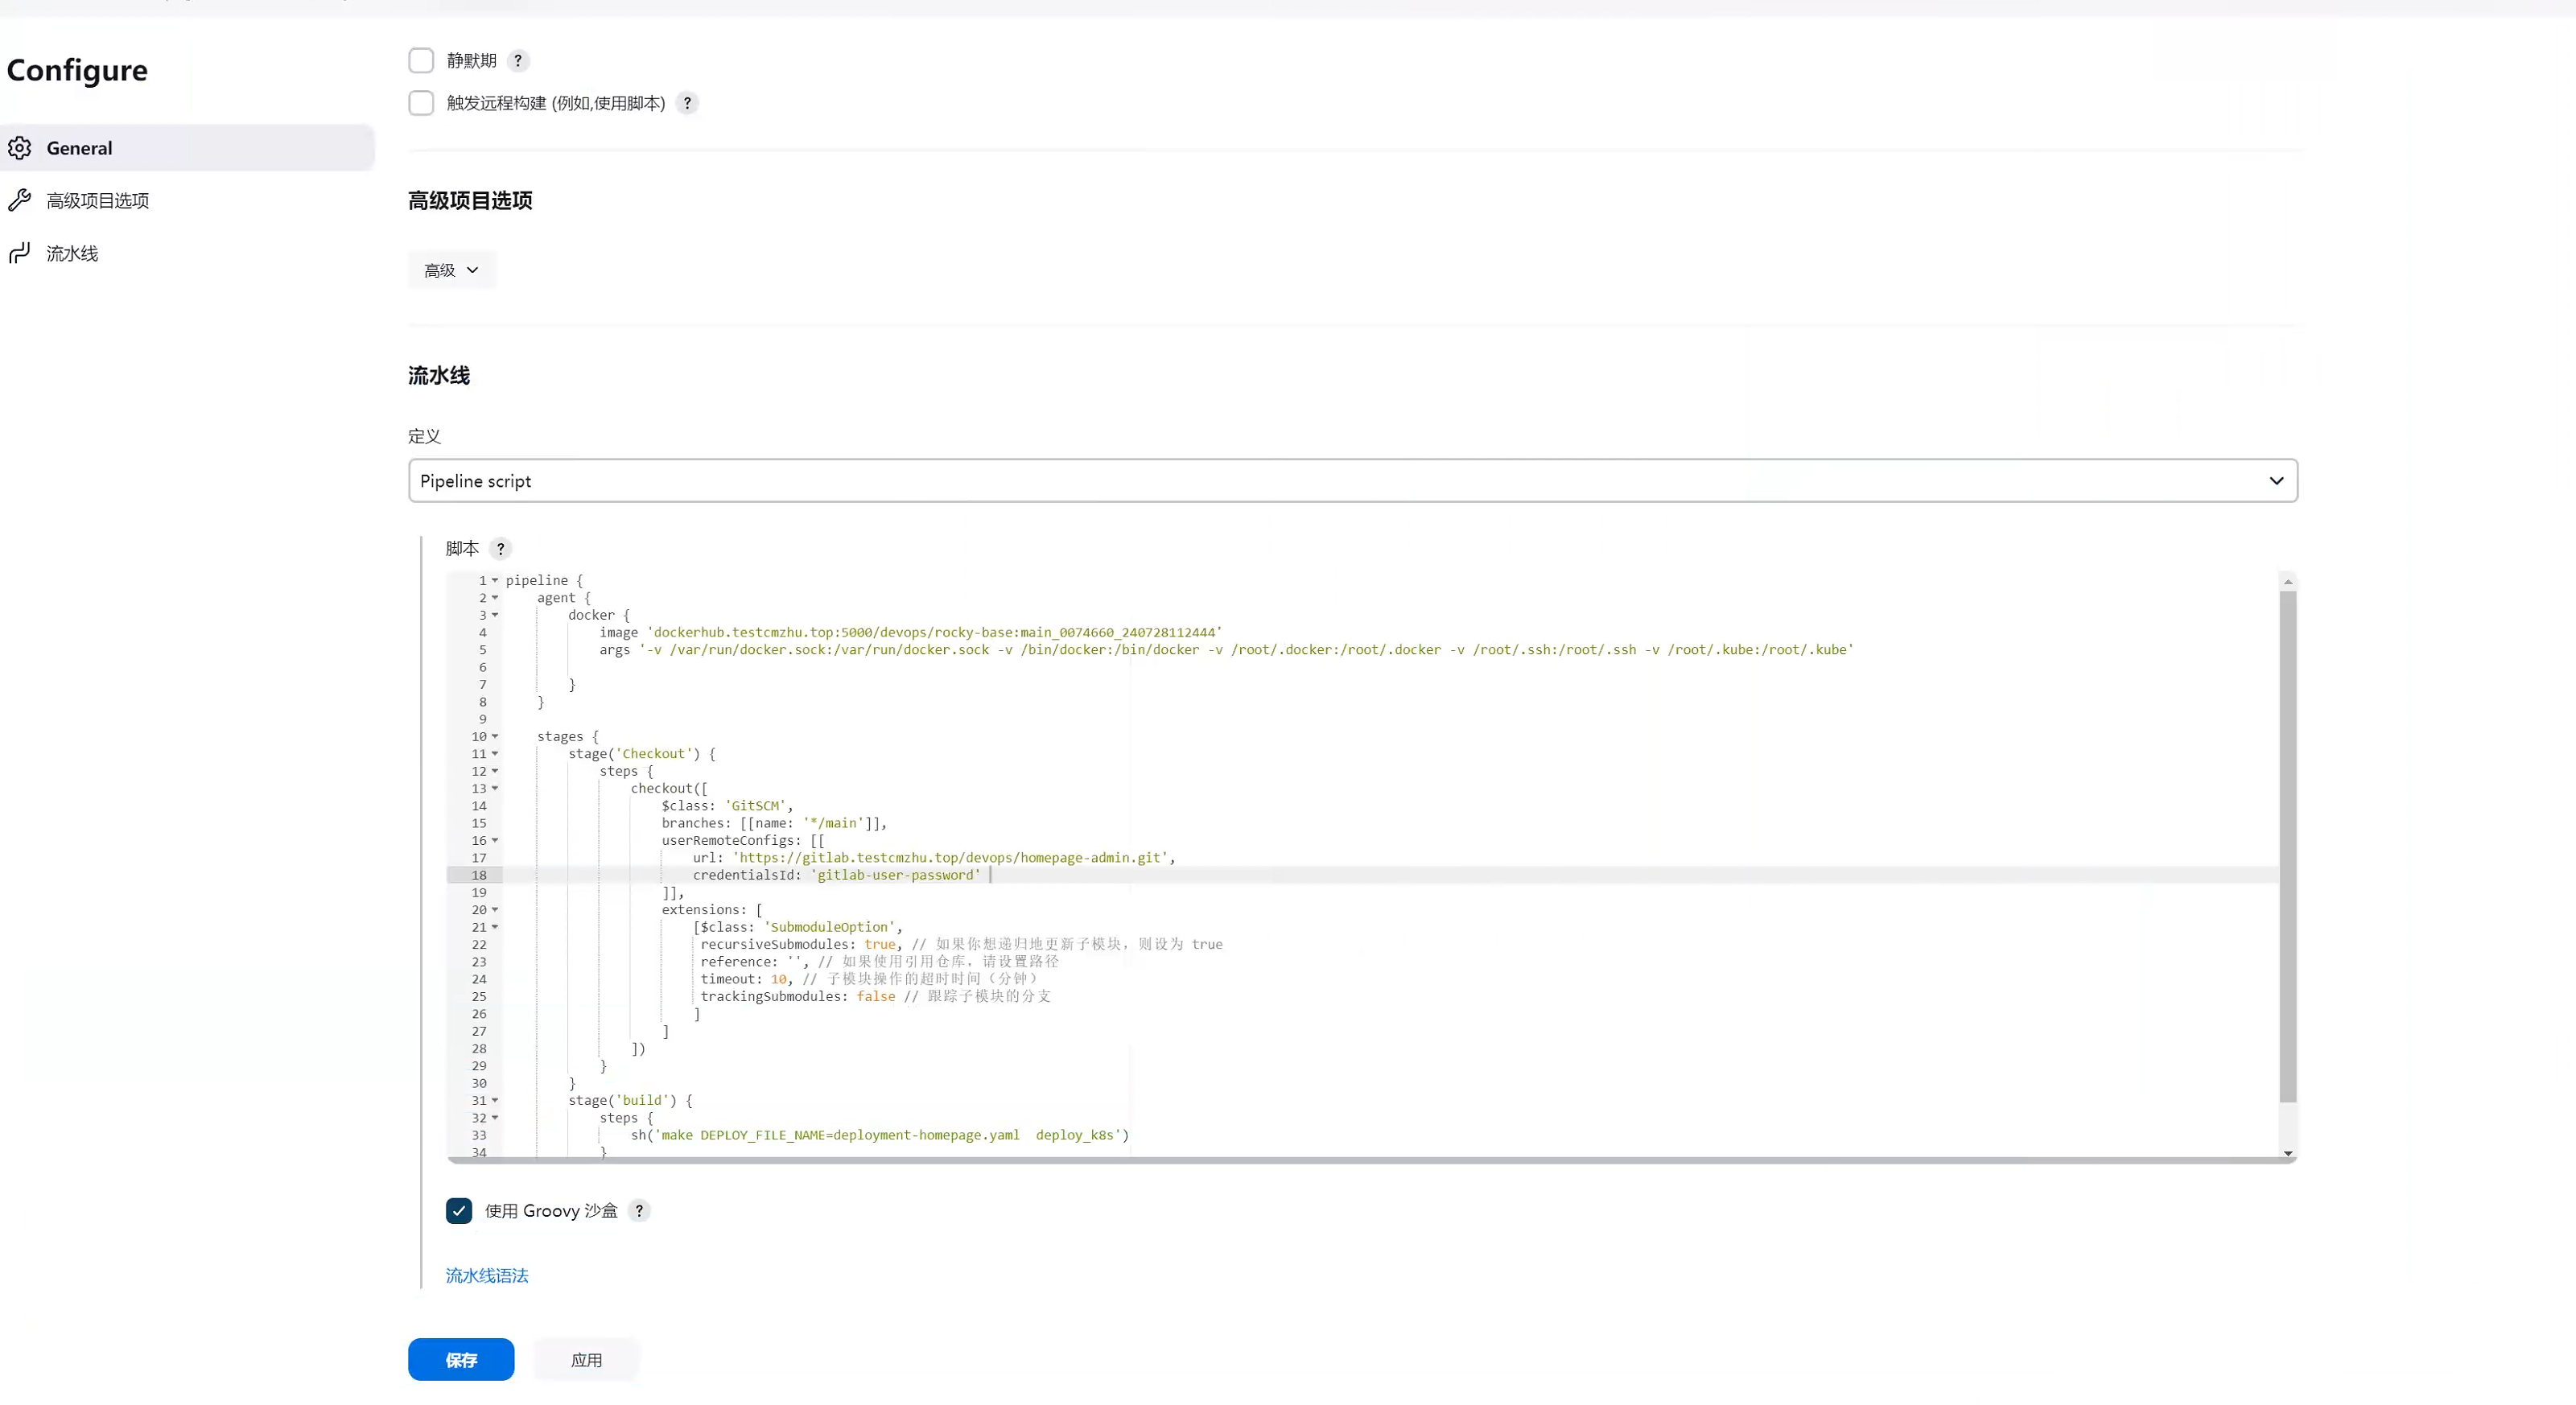 Configure
General
高级项目选项
流水线
静默期 ?
触发远程构建 (例如,使用脚本) ?
高级项目选项
高级
流水线
定义
Pipeline script
脚本 ?
1 pipeline {
2     agent {
3         docker {
4             image 'dockerhub.testcmzhu.top:5000/devops/rocky-base:main_0074660_240728112444'
5             args '-v /var/run/docker.sock:/var/run/docker.sock -v /bin/docker:/bin/docker -v /root/.docker:/root/.docker -v /root/.ssh:/root/.ssh -v /root/.kube:/root/.kube'
6
7         }
8     }
9
10     stages {
11         stage('Checkout') {
12             steps {
13                 checkout([
14                     $class: 'GitSCM',
15                     branches: [[name: '*/main']],
16                     userRemoteConfigs: [[
17                         url: 'https://gitlab.testcmzhu.top/devops/homepage-admin.git',
18                         credentialsId: 'gitlab-user-password'
19                     ]],
20                     extensions: [
21                         [$class: 'SubmoduleOption',
22                          recursiveSubmodules: true, // 如果你想递归地更新子模块，则设为 true
23                          reference: '', // 如果使用引用仓库，请设置路径
24                          timeout: 10, // 子模块操作的超时时间（分钟）
25                          trackingSubmodules: false // 跟踪子模块的分支
26                         ]
27                     ]
28                 ])
29             }
30         }
31         stage('build') {
32             steps {
33                 sh('make DEPLOY_FILE_NAME=deployment-homepage.yaml  deploy_k8s')
34             }
使用 Groovy 沙盒 ?
流水线语法
保存 应用